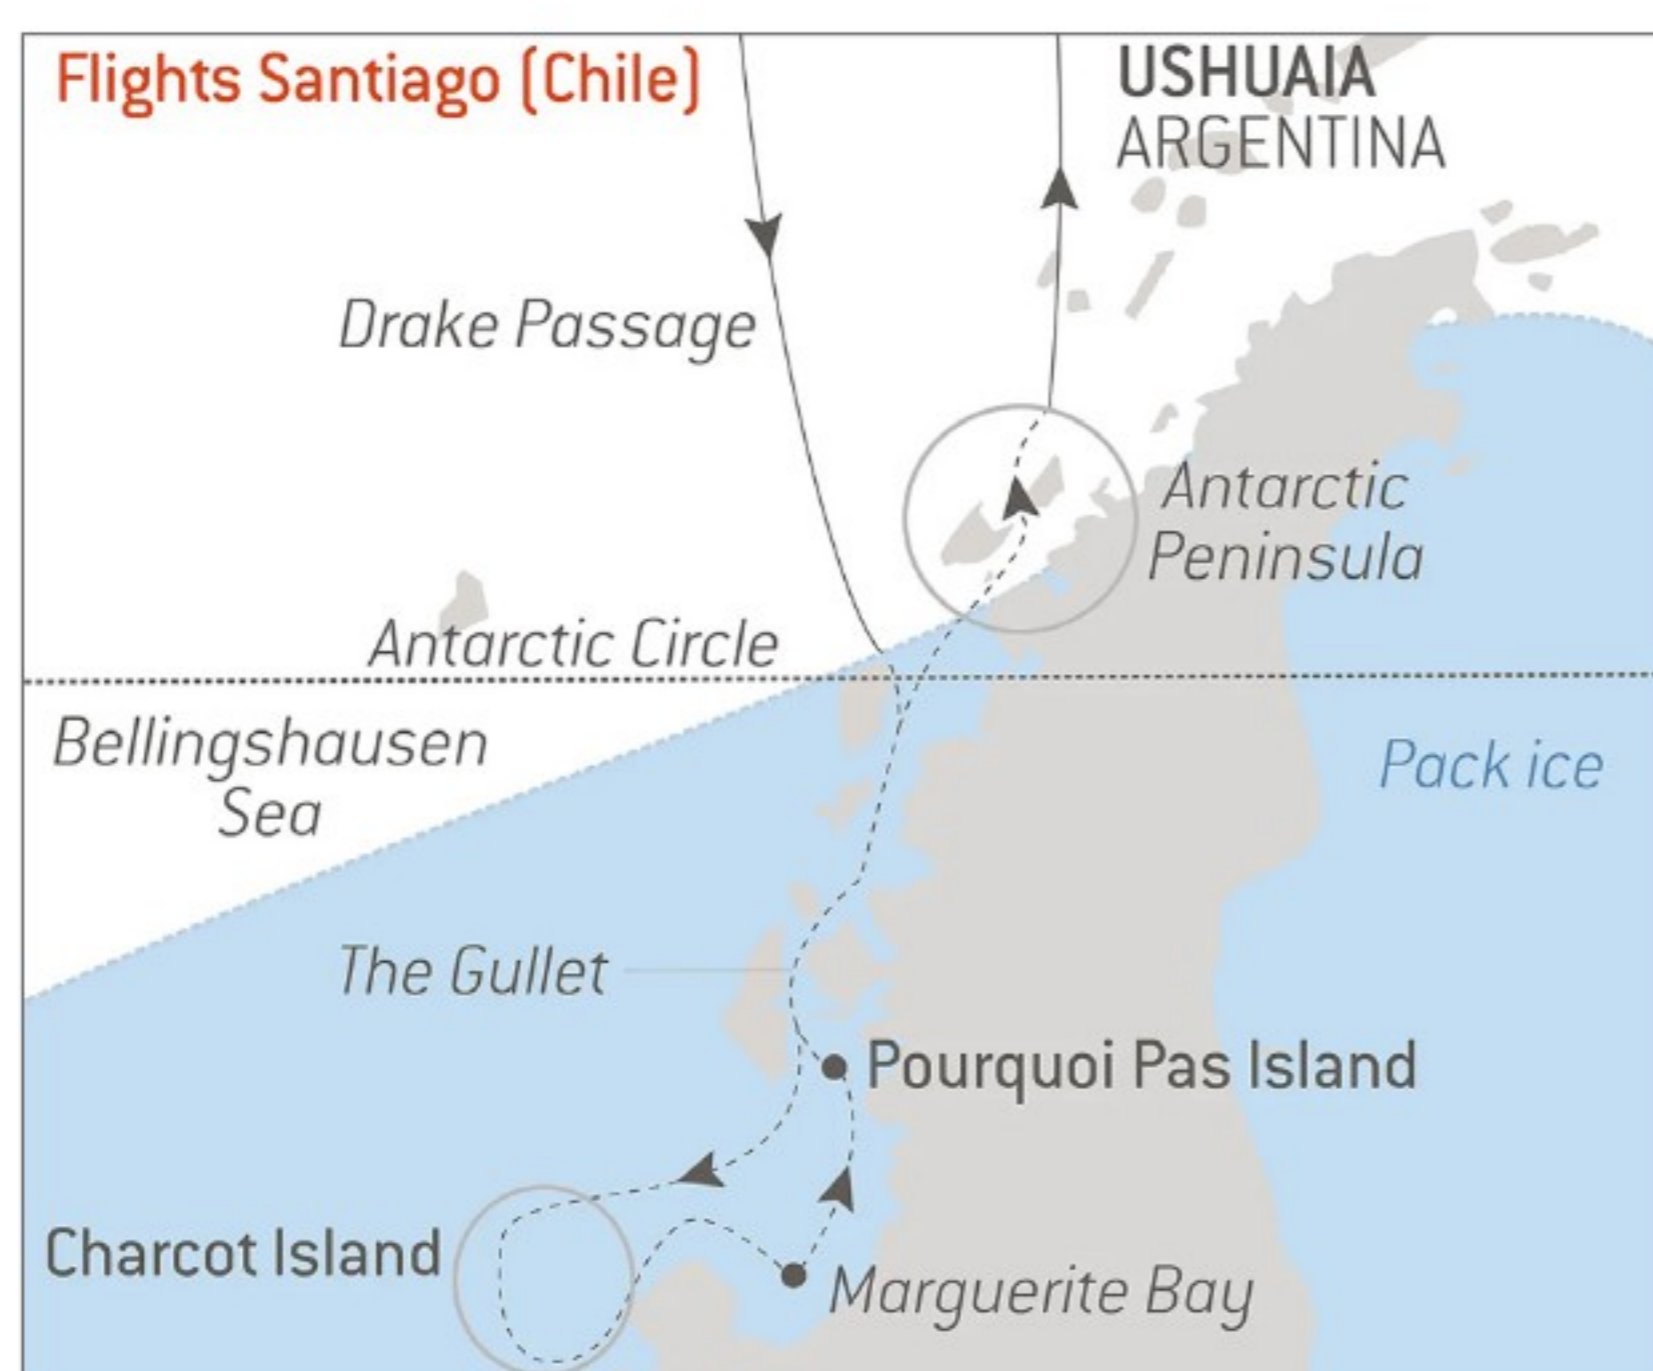 Flights Santiago (Chile)
USHUAIA
ARGENTINA
Drake Passage
Antarctic
Peninsula
Antarctic Circle
Bellingshausen
Sea
Pack ice
The Gullet
Pourquoi Pas Island
Charcot Island
Marguerite Bay